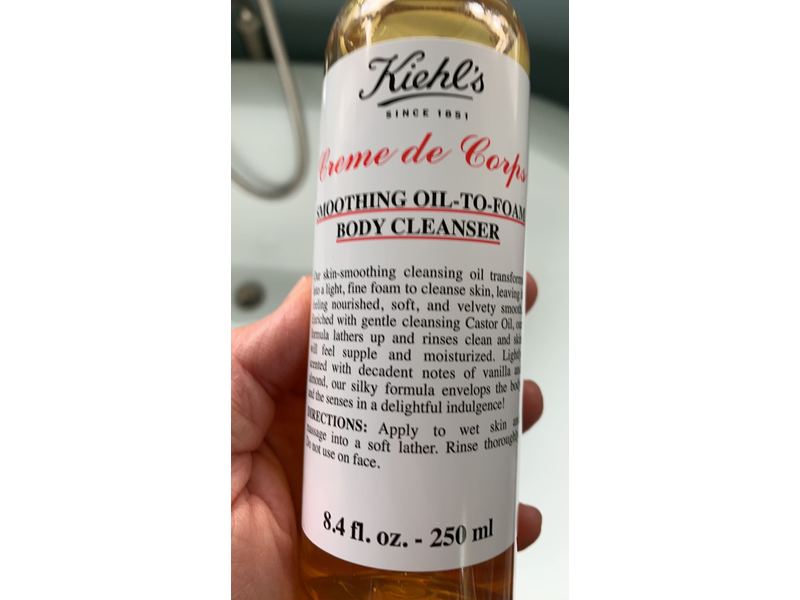 Kiehl's
SINCE 1851
Creme de Corps
SMOOTHING OIL-TO-FOAM
BODY CLEANSER
Our skin-smoothing cleansing oil transforms
into a light, fine foam to cleanse skin, leaving it
feeling nourished, soft, and velvety smooth.
Enriched with gentle cleansing Castor Oil, our
formula lathers up and rinses clean and skin
will feel supple and moisturized. Lightly
scented with decadent notes of vanilla and
almond, our silky formula envelops the body
and the senses in a delightful indulgence!
DIRECTIONS: Apply to wet skin and
massage into a soft lather. Rinse thoroughly.
Do not use on face.
8.4 fl. oz. - 250 ml